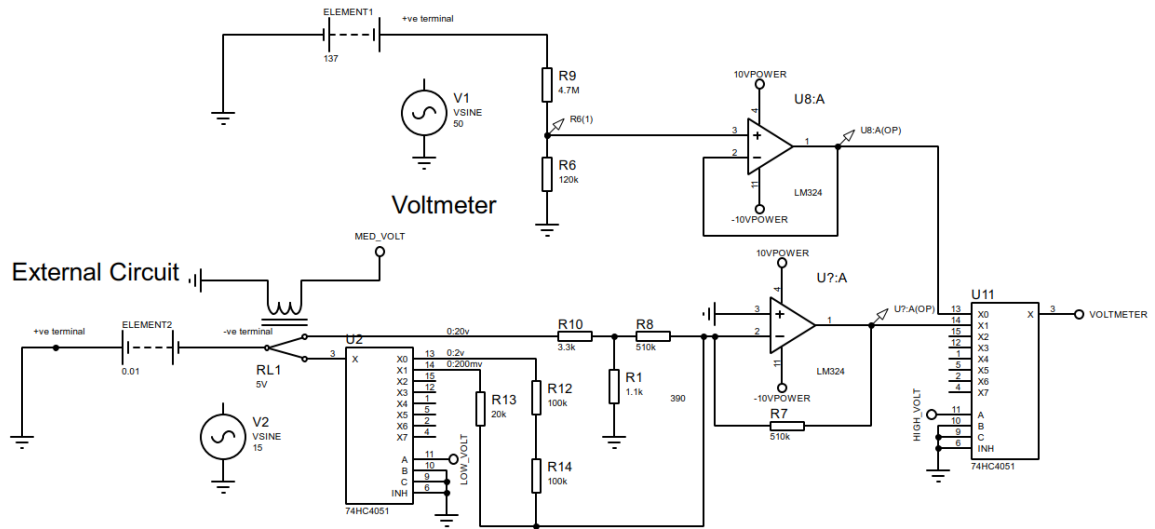 ELEMENT1
+ve terminal
137
R9
4.7M
V1
VSINE
50
R6(1)
10VPOWER
U8:A
4
3
2
1
11
U8:A(OP)
LM324
-10VPOWER
R6
120k
Voltmeter
MED_VOLT
External Circuit
10VPOWER
U?:A
4
3
2
1
11
U?:A(OP)
LM324
-10VPOWER
+ve terminal
ELEMENT2
-ve terminal
0.01
RL1
5V
0:20v
R10
3.3k
R8
510k
R1
1.1k
390
R7
510k
U2
3
X
X0
13
0:2v
X1
14
0:200mv
X2
15
X3
12
X4
1
X5
5
X6
2
X7
4
A
11
B
10
C
9
INH
6
LOW_VOLT
74HC4051
R13
20k
R12
100k
R14
100k
V2
VSINE
15
U11
13
X0
X
3
VOLTMETER
14
X1
15
X2
12
X3
1
X4
5
X5
2
X6
4
X7
HIGH_VOLT
11
A
10
B
9
C
6
INH
74HC4051